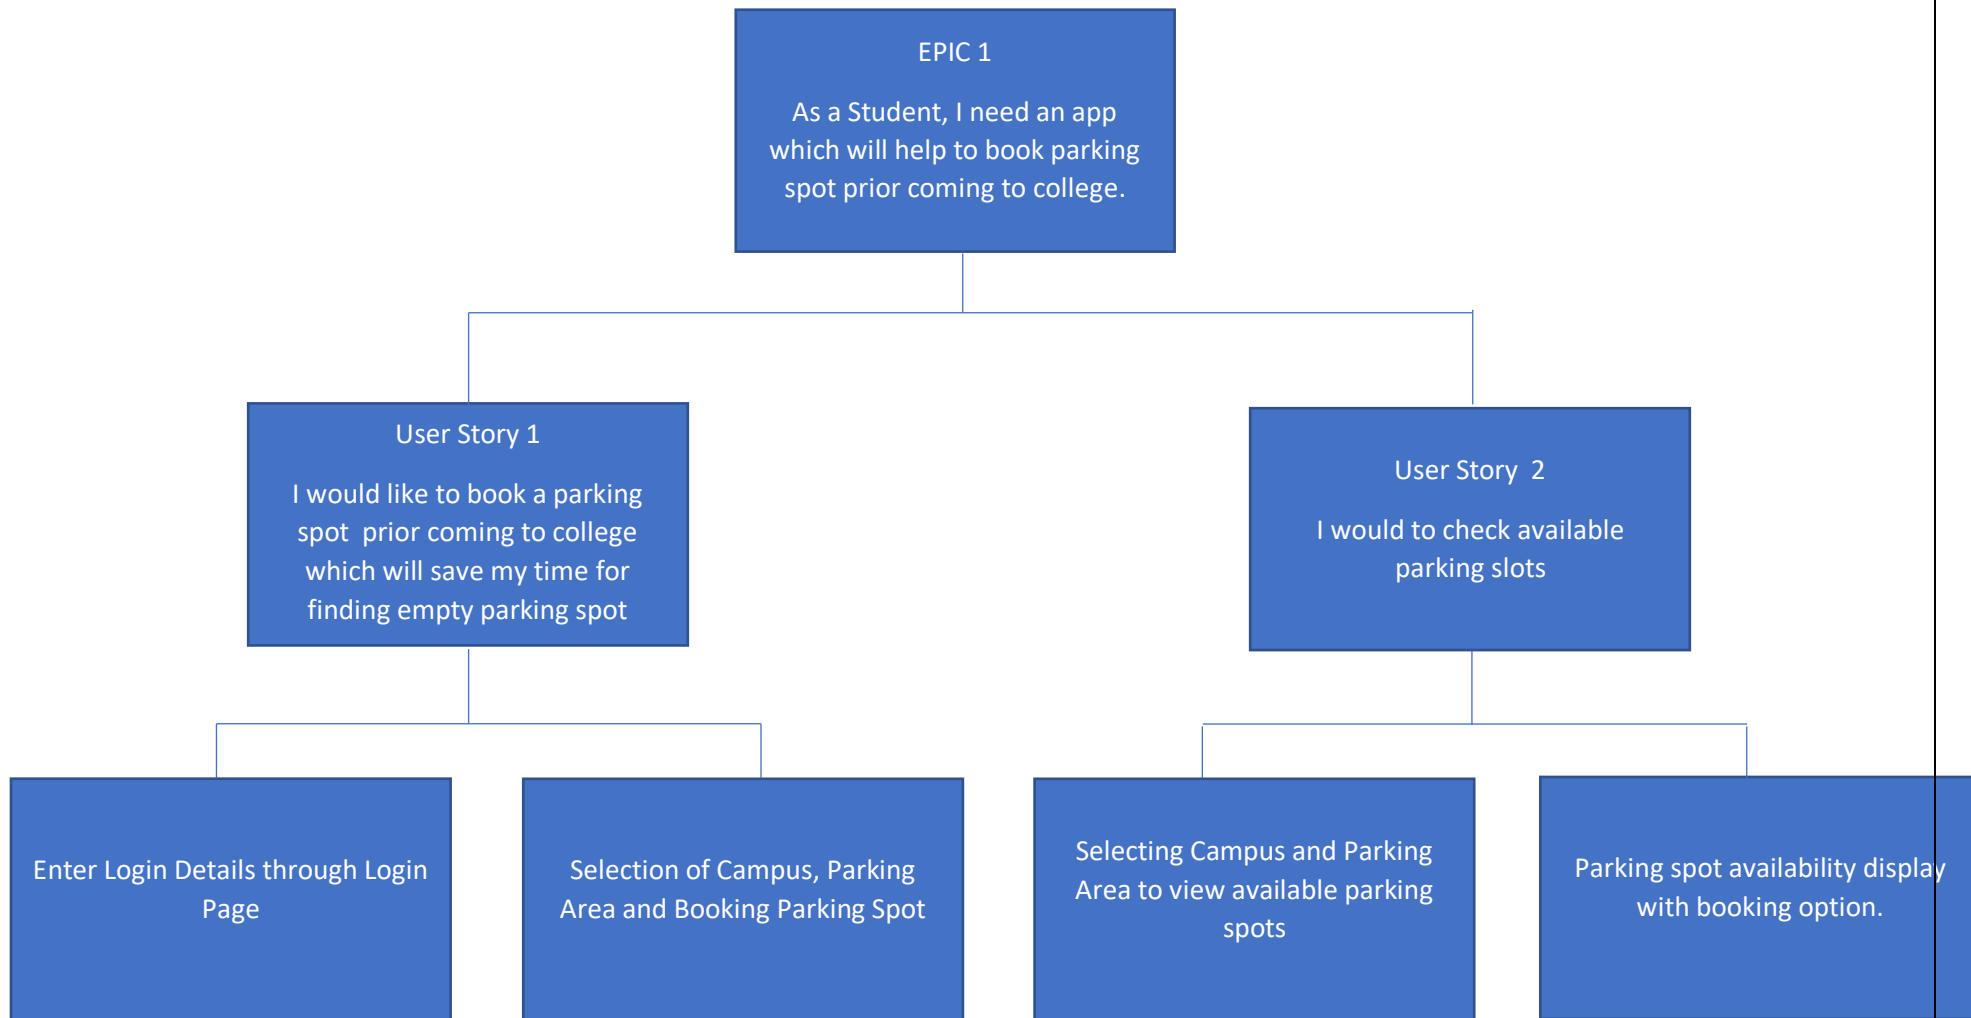 EPIC 1
As a Student, I need an app
which will help to book parking
spot prior coming to college.
User Story 1
I would like to book a parking
spot  prior coming to college
which will save my time for
finding empty parking spot
User Story  2
I would to check available
parking slots
Enter Login Details through Login
Page
Selection of Campus, Parking
Area and Booking Parking Spot
Selecting Campus and Parking
Area to view available parking
spots
Parking spot availability display
with booking option.